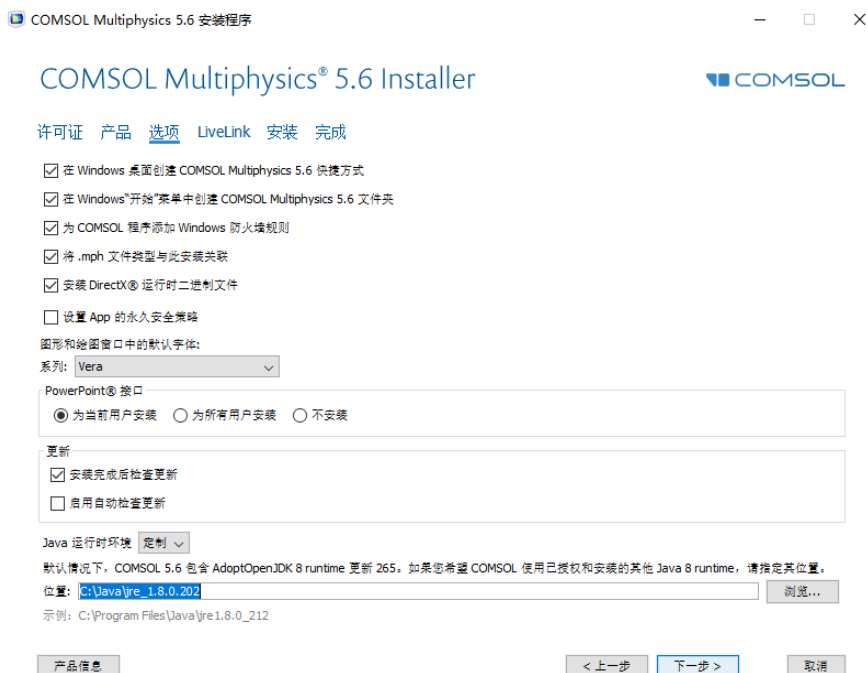 COMSOL Multiphysics 5.6 安装程序
COMSOL Multiphysics® 5.6 Installer
COMSOL
许可证 产品 选项 LiveLink 安装 完成
在 Windows 桌面创建 COMSOL Multiphysics 5.6 快捷方式
在 Windows“开始”菜单中创建 COMSOL Multiphysics 5.6 文件夹
为 COMSOL 程序添加 Windows 防火墙规则
将 .mph 文件类型与此安装关联
安装 DirectX® 运行时二进制文件
设置 App 的永久安全策略
图形和绘图窗口中的默认字体:
系列: Vera
PowerPoint® 接口
为当前用户安装 为所有用户安装 不安装
更新
安装完成后检查更新
启用自动检查更新
Java 运行时环境 定制
默认情况下，COMSOL 5.6 包含 AdoptOpenJDK 8 runtime 更新 265。如果您希望 COMSOL 使用已授权和安装的其他 Java 8 runtime，请指定其位置。
位置: C:\Java\jre_1.8.0.202 浏览...
示例: C:\Program Files\Java\jre1.8.0_212
产品信息 < 上一步 下一步 > 取消